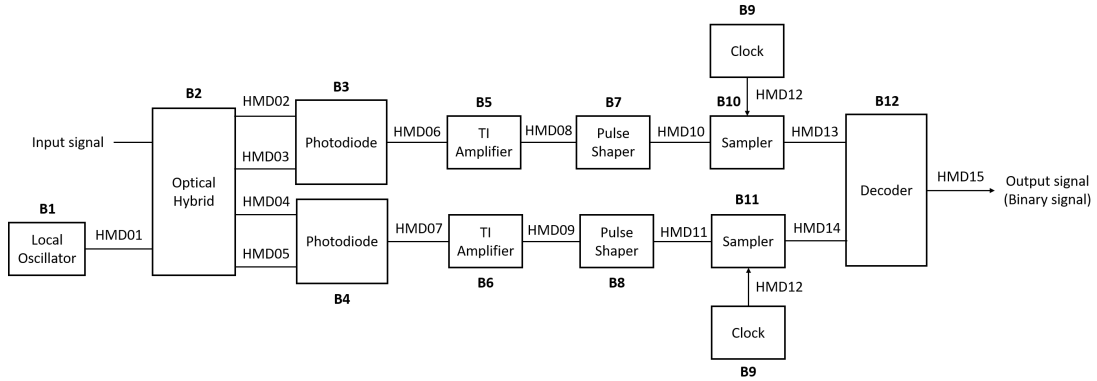 B9
Clock
HMD12
B2
HMD02
B3
B5
B7
B10
B12
Input signal
Optical
Hybrid
HMD03
Photodiode
HMD06
TI
Amplifier
HMD08
Pulse
Shaper
HMD10
Sampler
HMD13
Decoder
HMD15
Output signal
(Binary signal)
B1
Local
Oscillator
HMD01
HMD04
HMD05
Photodiode
B4
HMD07
TI
Amplifier
B6
HMD09
Pulse
Shaper
B8
HMD11
B11
Sampler
HMD14
HMD12
Clock
B9